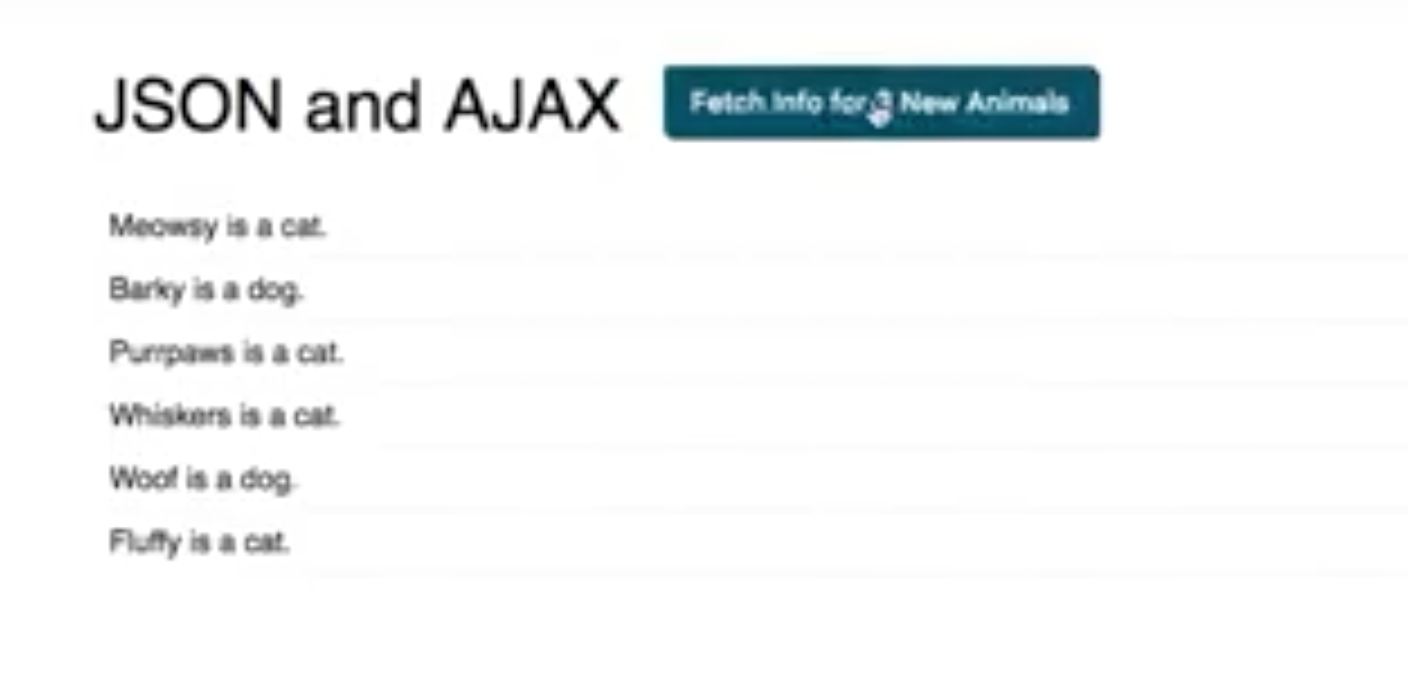 JSON and AJAX
Fetch Info for 3 New Animals
Meowsy is a cat.
Barky is a dog.
Purrpaws is a cat.
Whiskers is a cat.
Woof is a dog.
Fluffy is a cat.